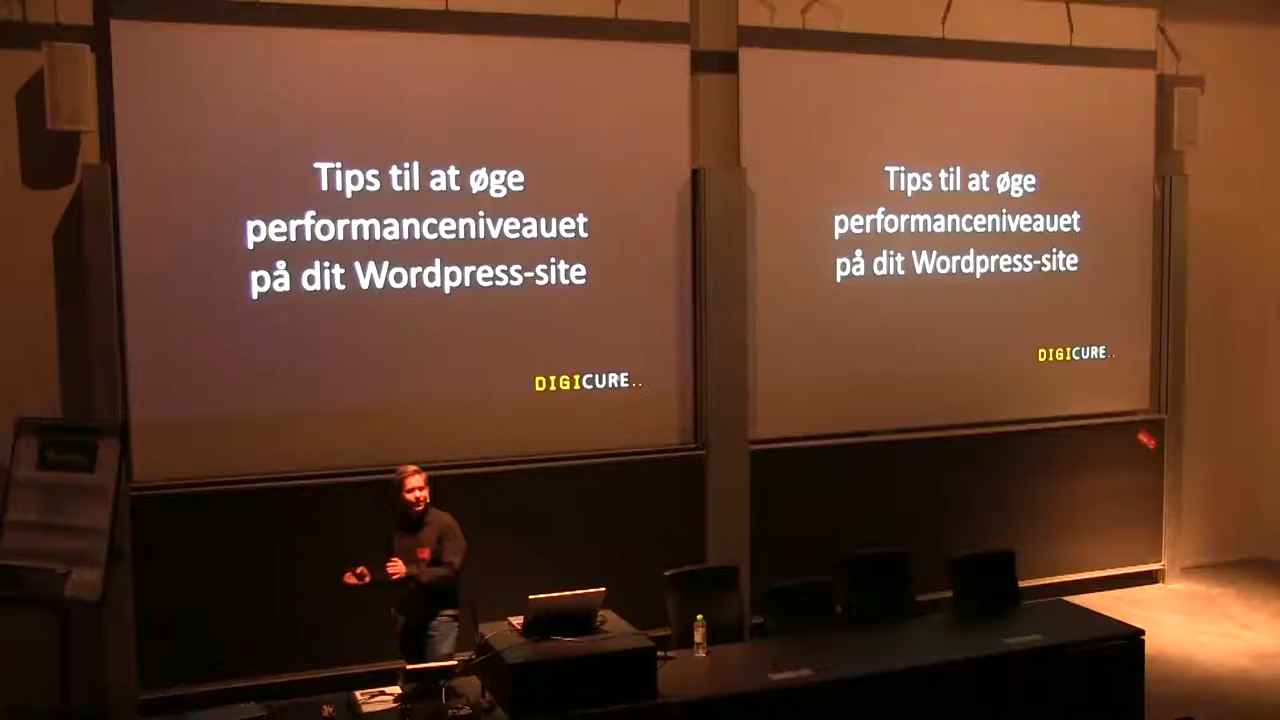 Tips til at øge
performanceniveauet
på dit Wordpress-site
DIGICURE..
Tips til at øge
performanceniveauet
på dit Wordpress-site
DIGICURE..